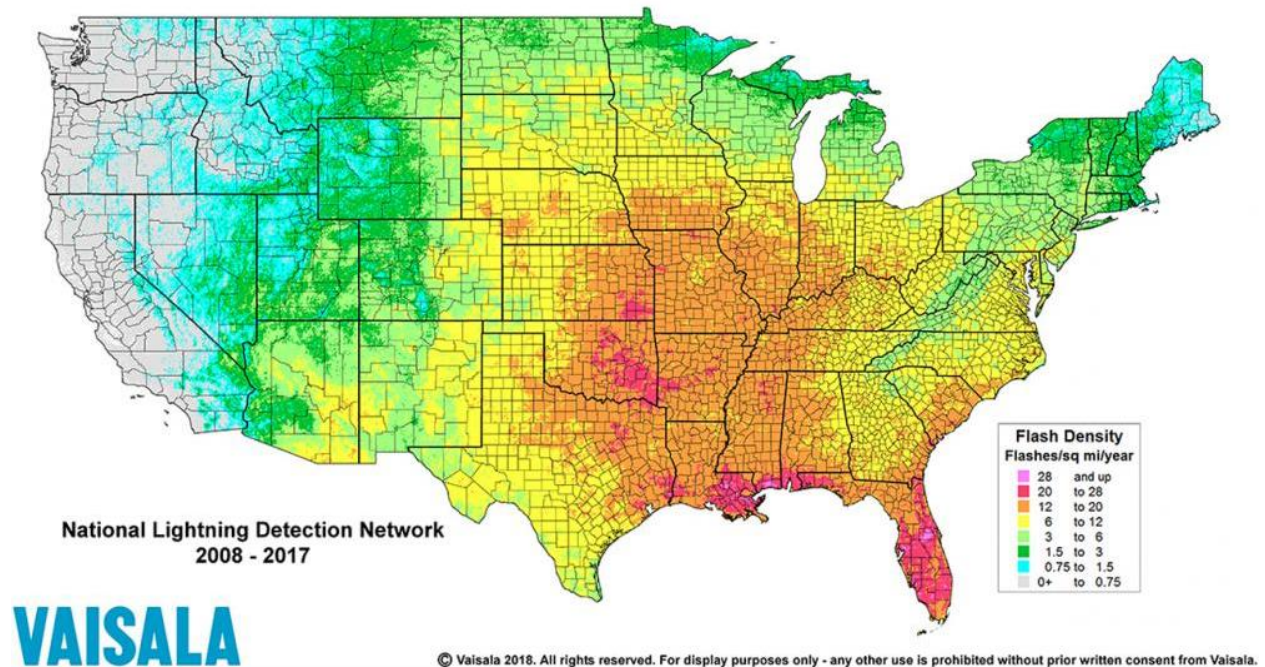 National Lightning Detection Network
2008 - 2017
Flash Density
Flashes/sq mi/year
28 and up
20 to 28
12 to 20
6 to 12
3 to 6
1.5 to 3
0.75 to 1.5
0+ to 0.75
VAISALA
© Vaisala 2018. All rights reserved. For display purposes only - any other use is prohibited without prior written consent from Vaisala.